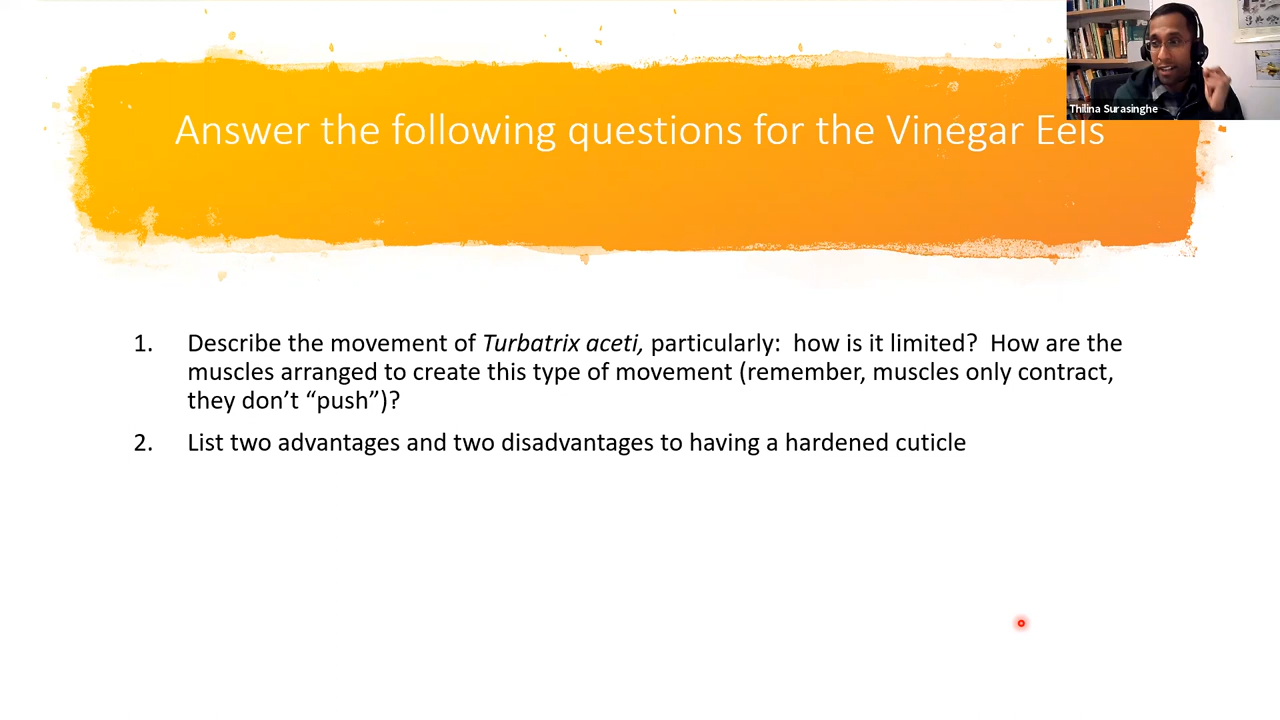 Thilina Surasinghe
Answer the following questions for the Vinegar Eels
1. Describe the movement of Turbatrix aceti, particularly:  how is it limited?  How are the
muscles arranged to create this type of movement (remember, muscles only contract,
they don’t “push”)?
2. List two advantages and two disadvantages to having a hardened cuticle